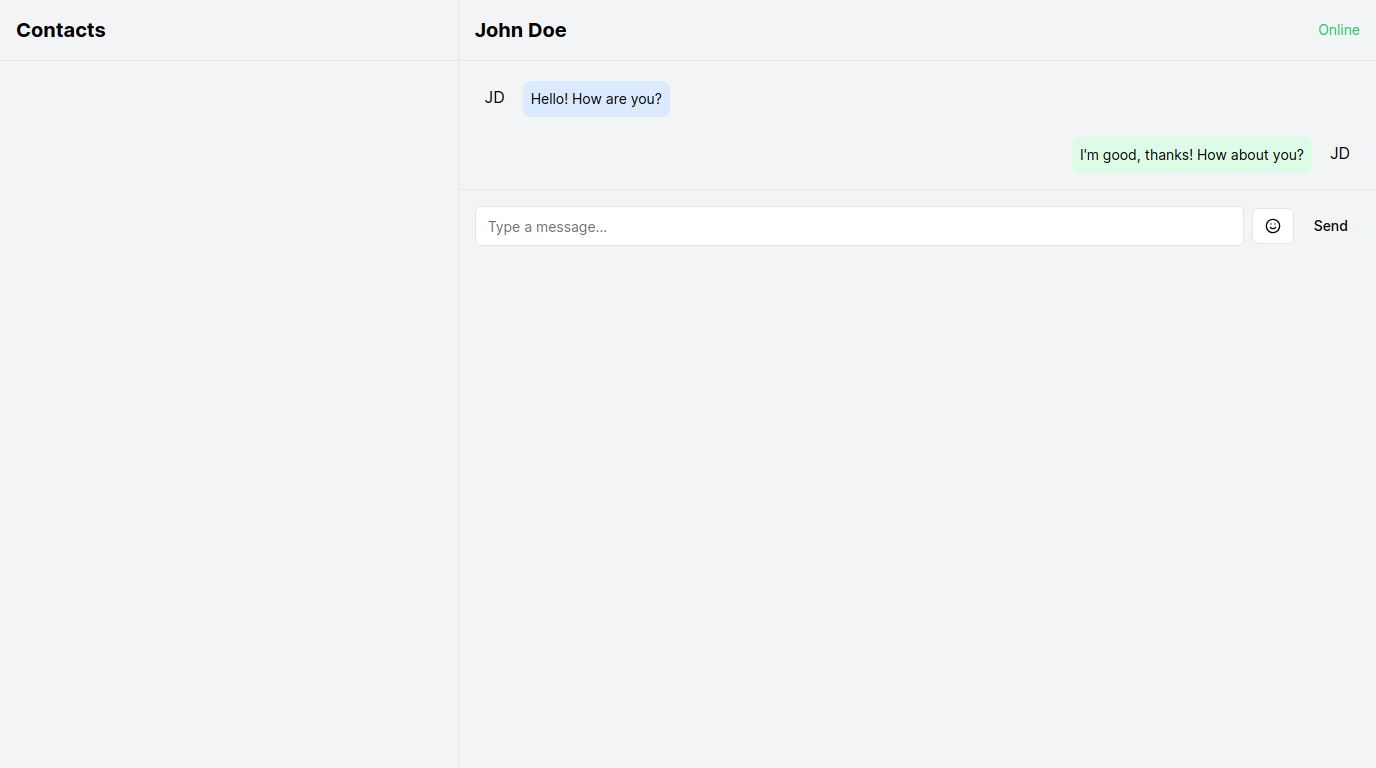 Contacts
John Doe
Online
JD
Hello! How are you?
I'm good, thanks! How about you?
JD
Type a message...
Send